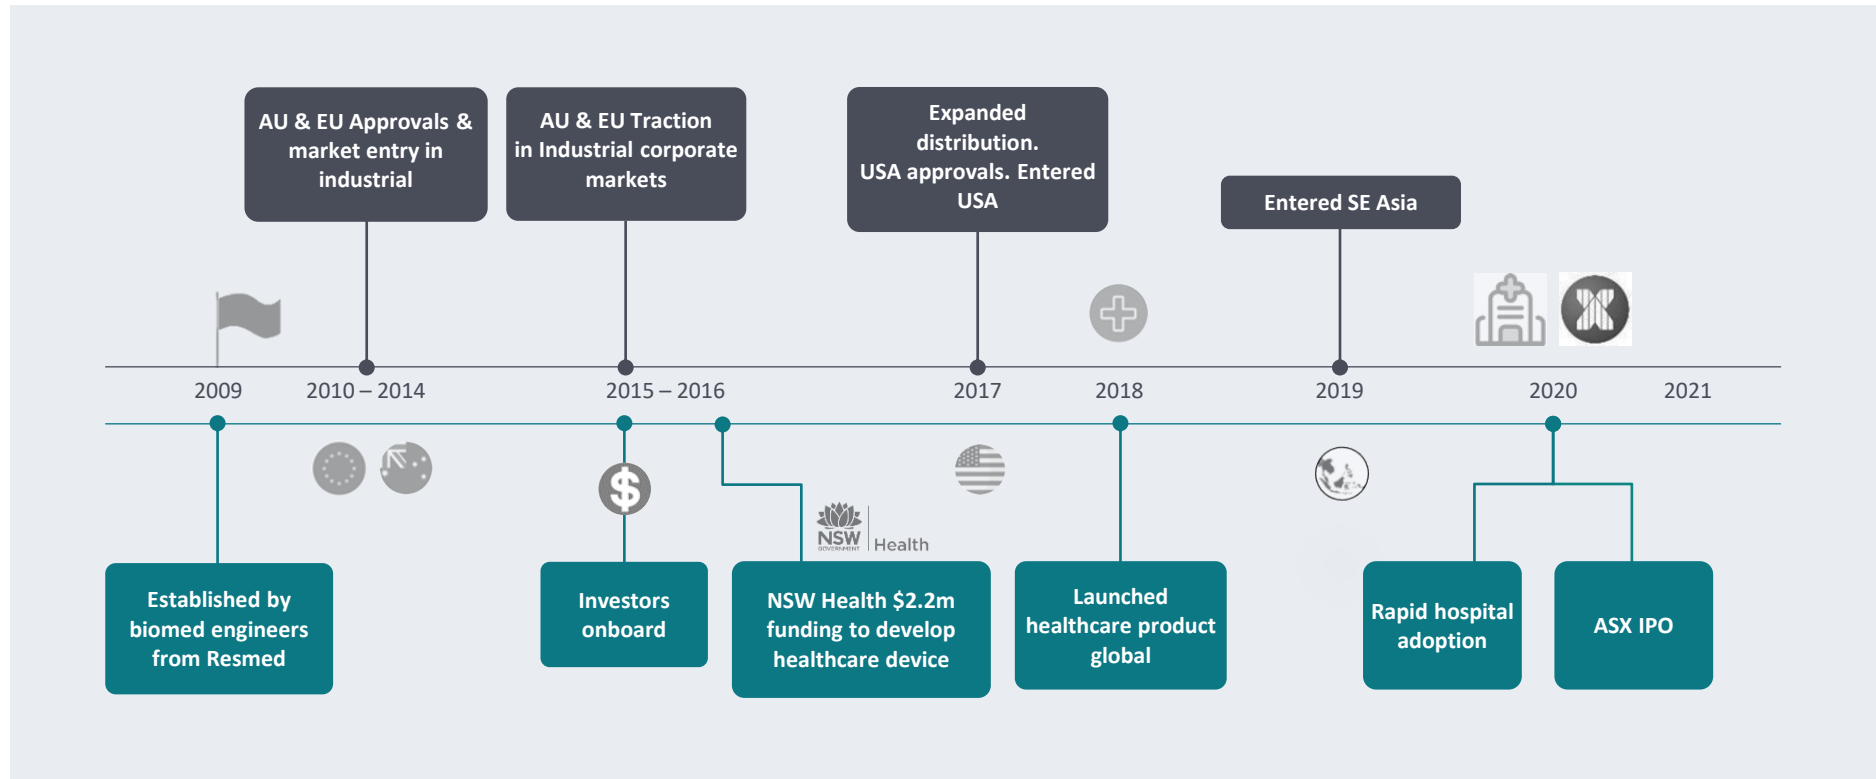 AU & EU Approvals &
market entry in
industrial
AU & EU Traction
in Industrial corporate
markets
Expanded
distribution.
USA approvals. Entered
USA
Entered SE Asia
2009
2010 – 2014
2015 – 2016
2017
2018
2019
2020
2021
$
NSW
GOVERNMENT
Health
Established by
biomed engineers
from Resmed
Investors
onboard
NSW Health $2.2m
funding to develop
healthcare device
Launched
healthcare product
global
Rapid hospital
adoption
ASX IPO